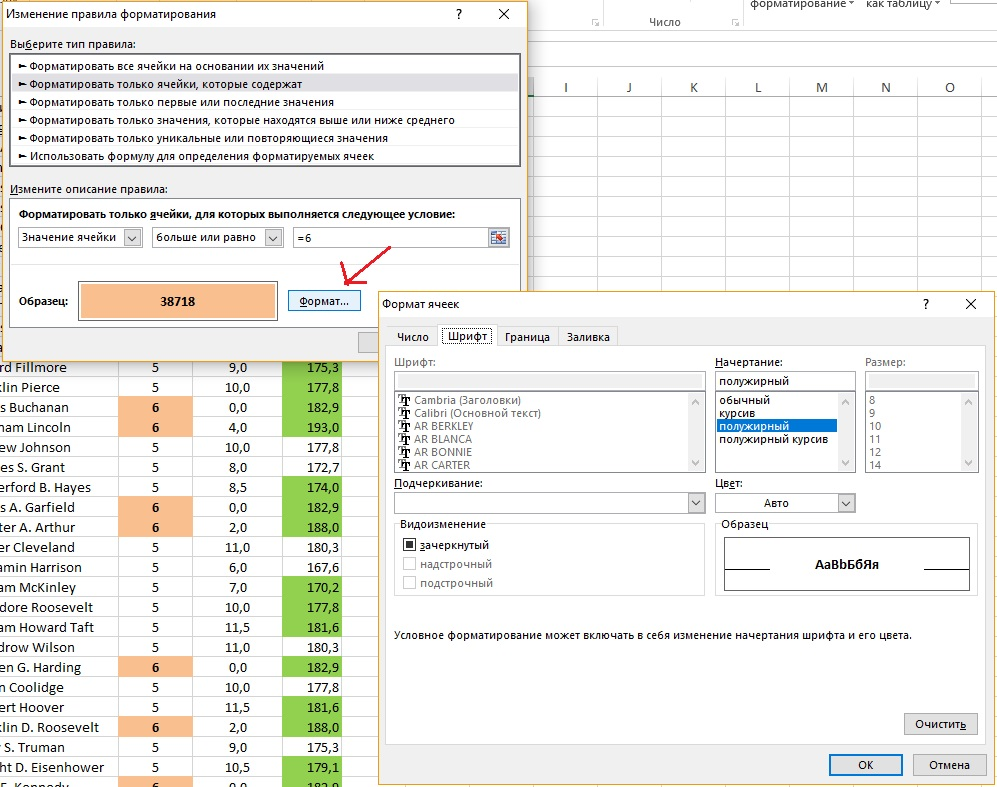 Изменение правила форматирования ? 
форматирование как таблицу
Число
Выберите тип правила:
► Форматировать все ячейки на основании их значений
► Форматировать только ячейки, которые содержат
► Форматировать только первые или последние значения
► Форматировать только значения, которые находятся выше или ниже среднего
► Форматировать только уникальные или повторяющиеся значения
► Использовать формулу для определения форматируемых ячеек
Измените описание правила:
Форматировать только ячейки, для которых выполняется следующее условие:
Значение ячейки больше или равно =6
Образец: 38718 Формат...
I J K L M N O
Формат ячеек ?
Число Шрифт Граница Заливка
Шрифт: Начертание: Размер:
полужирный
Cambria (Заголовки) обычный 8
Calibri (Основной текст) курсив 9
AR BERKLEY полужирный 10
AR BLANCA полужирный курсив 11
AR BONNIE 12
AR CARTER 14
Подчеркивание: Цвет:
Авто
Видоизменение Образец
зачеркнутый
надстрочный
подстрочный
АаВbБбЯя
Условное форматирование может включать в себя изменение начертания шрифта и его цвета.
Очистить
ОК Отмена
rd Fillmore 5 9,0 175,3
klin Pierce 5 10,0 177,8
s Buchanan 6 0,0 182,9
ham Lincoln 6 4,0 193,0
ew Johnson 5 10,0 177,8
es S. Grant 5 8,0 172,7
erford B. Hayes 5 8,5 174,0
s A. Garfield 6 0,0 182,9
ter A. Arthur 6 2,0 188,0
er Cleveland 5 11,0 180,3
amin Harrison 5 6,0 167,6
am McKinley 5 7,0 170,2
dore Roosevelt 5 10,0 177,8
am Howard Taft 5 11,5 181,6
drow Wilson 5 11,0 180,3
en G. Harding 6 0,0 182,9
n Coolidge 5 10,0 177,8
ert Hoover 5 11,5 181,6
klin D. Roosevelt 6 2,0 188,0
S. Truman 5 9,0 175,3
ht D. Eisenhower 5 10,5 179,1
F. Kennedy 6 0,0 182,9